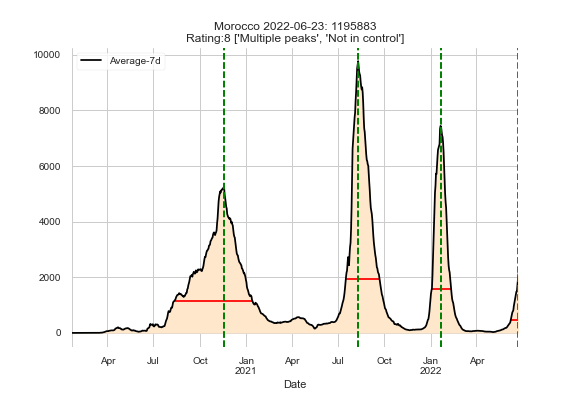 Morocco 2022-06-23: 1195883
Rating:8 ['Multiple peaks', 'Not in control']
Average-7d
10000
8000
6000
4000
2000
0
Apr Jul Oct Jan Apr Jul Oct Jan Apr
2021 2022
Date